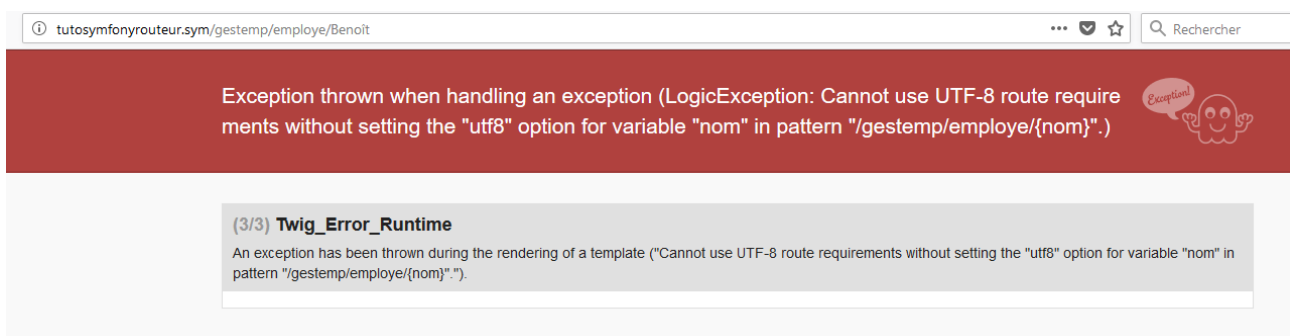 tutosymfonyrouteur.sym/gestemp/employe/Benoît
Rechercher
Exception thrown when handling an exception (LogicException: Cannot use UTF-8 route require
ments without setting the "utf8" option for variable "nom" in pattern "/gestemp/employe/{nom}".)
Exception!
(3/3) Twig_Error_Runtime
An exception has been thrown during the rendering of a template ("Cannot use UTF-8 route requirements without setting the "utf8" option for variable "nom" in
pattern "/gestemp/employe/{nom}".").